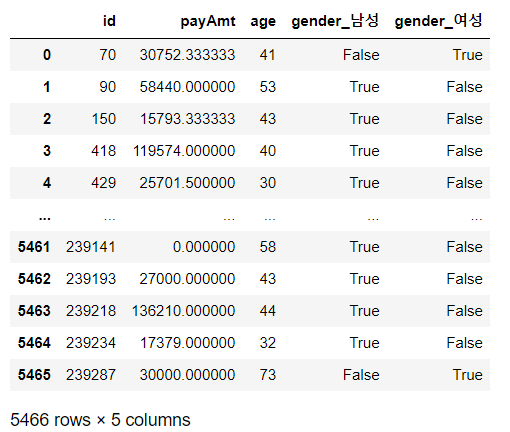 id payAmt age gender_남성 gender_여성
0 70 30752.333333 41 False True
1 90 58440.000000 53 True False
2 150 15793.333333 43 True False
3 418 119574.000000 40 True False
4 429 25701.500000 30 True False
... ... ... ... ... ...
5461 239141 0.000000 58 True False
5462 239193 27000.000000 43 True False
5463 239218 136210.000000 44 True False
5464 239234 17379.000000 32 True False
5465 239287 30000.000000 73 False True
5466 rows × 5 columns